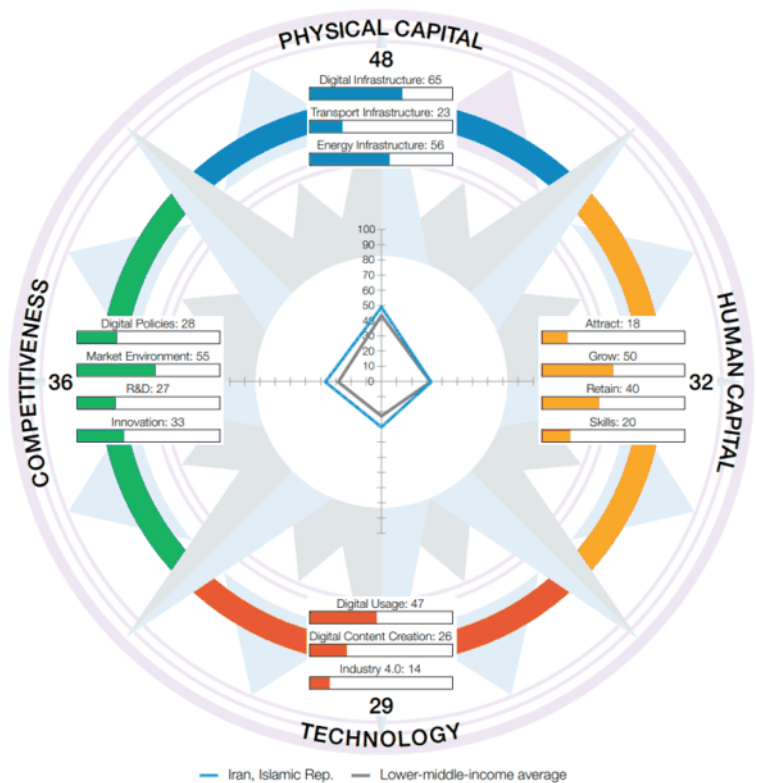 PHYSICAL CAPITAL
48
Digital Infrastructure: 65
Transport Infrastructure: 23
Energy Infrastructure: 56
100
90
80
70
60
50
40
30
20
10
0
COMPETITIVENESS
36
Digital Policies: 28
Market Environment: 55
R&D: 27
Innovation: 33
Attract: 18
Grow: 50
Retain: 40
Skills: 20
32
HUMAN CAPITAL
Digital Usage: 47
Digital Content Creation: 26
Industry 4.0: 14
29
TECHNOLOGY
Iran, Islamic Rep. Lower-middle-income average